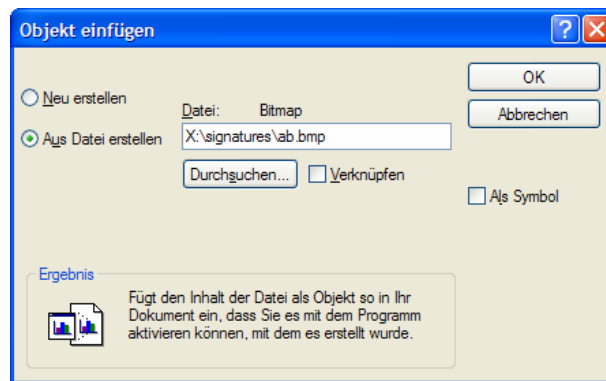 Objekt einfügen
Neu erstellen
Aus Datei erstellen
Datei: Bitmap
X:\signatures\ab.bmp
Durchsuchen...
Verknüpfen
OK
Abbrechen
Als Symbol
Ergebnis
Fügt den Inhalt der Datei als Objekt so in Ihr
Dokument ein, dass Sie es mit dem Programm
aktivieren können, mit dem es erstellt wurde.